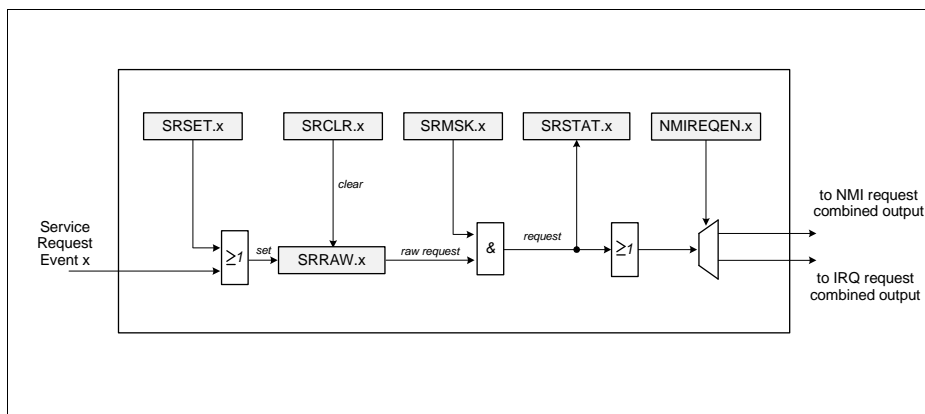 SRSET.x
SRCLR.x
SRMSK.x
SRSTAT.x
NMIREQEN.x
clear
to NMI request
combined output
Service
Request
Event x
≥1
set
SRRAW.x
raw request
&
request
≥1
to IRQ request
combined output